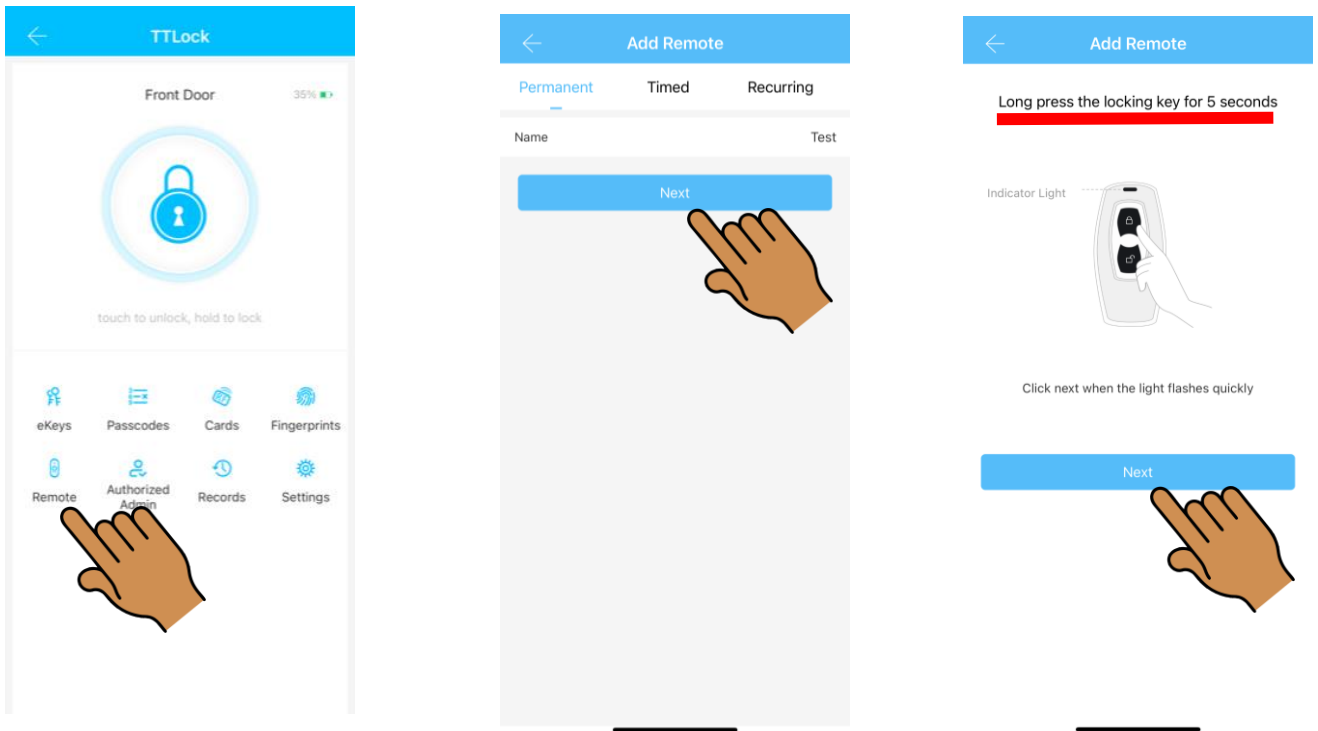 TTLock
Front Door
35%
touch to unlock, hold to lock
eKeys Passcodes Cards Fingerprints
Remote Authorized Admin Records Settings
Add Remote
Permanent Timed Recurring
Name Test
Next
Add Remote
Long press the locking key for 5 seconds
Indicator Light
Click next when the light flashes quickly
Next